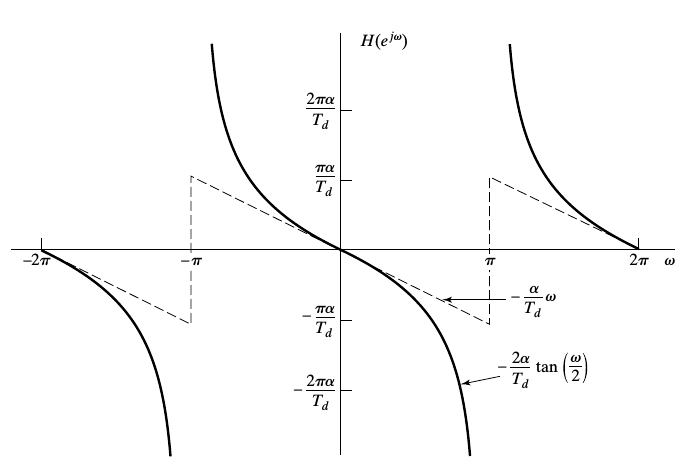 H(e^{jω})
2πα/T_d
πα/T_d
−2π −π π 2π ω
−α/T_d ω
−πα/T_d
−2α/T_d tan(ω/2)
−2πα/T_d